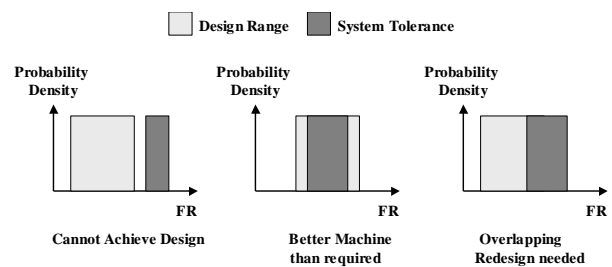 Design Range System Tolerance
Probability
Density
FR
Cannot Achieve Design
Probability
Density
FR
Better Machine
than required
Probability
Density
FR
Overlapping
Redesign needed